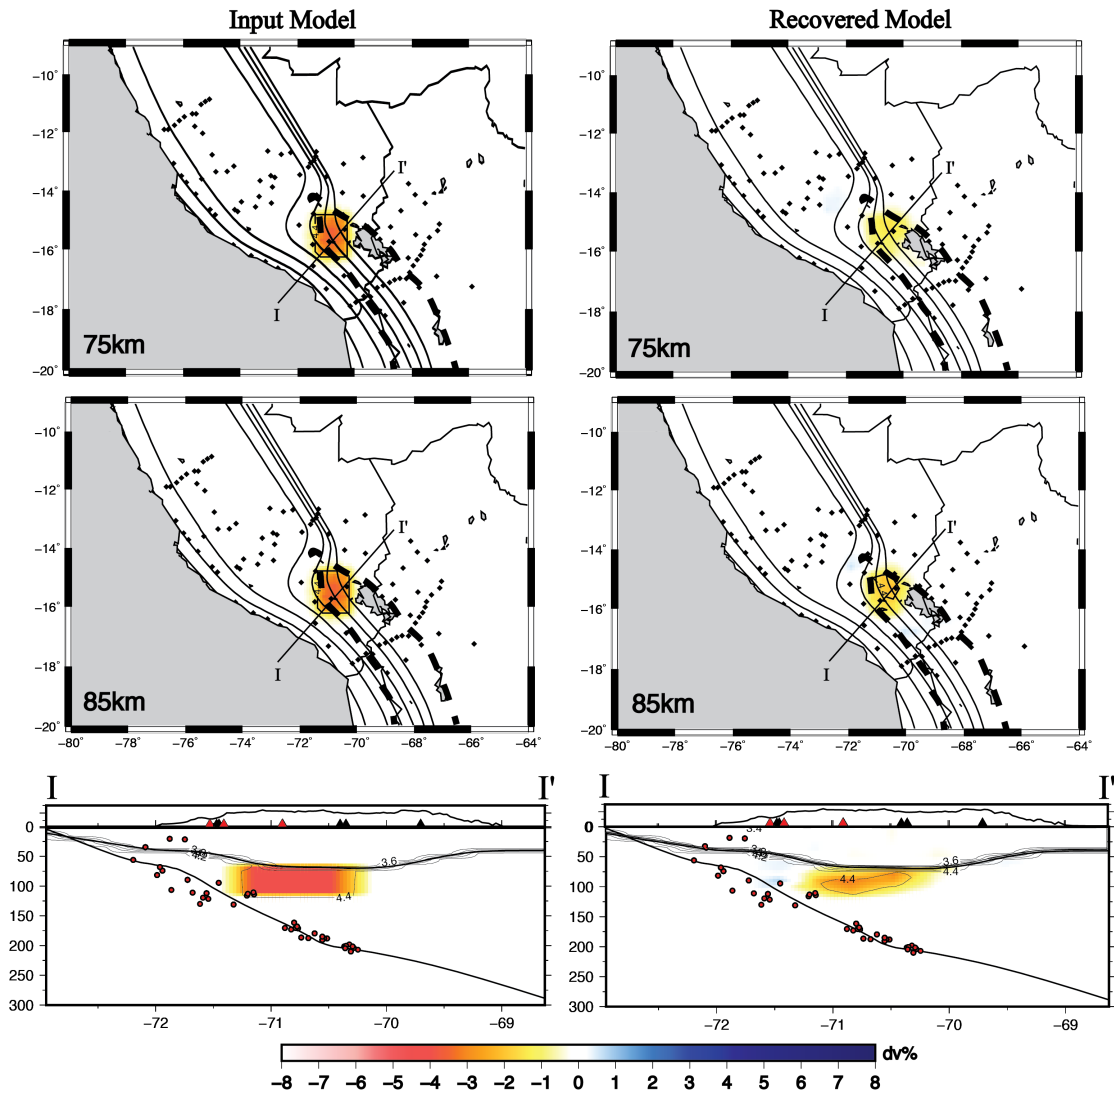 Input Model Recovered Model
−10° −10°
−12° −12°
−14° I' −14° I'
−16° −16°
−18° I −18° I
75km 75km
−20° −20°
−10° −10°
−12° −12°
−14° I' −14° I'
−16° −16°
−18° I −18° I
85km 85km
−20° −20°
−80° −78° −76° −74° −72° −70° −68° −66° −64° −80° −78° −76° −74° −72° −70° −68° −66° −64°
I I' I I'
0 0 3.4
3.6 3.6
50 4.4 50 4.4
100 4.4 100 4.4
150 150
200 200
250 250
300 300
−72 −71 −70 −69 −72 −71 −70 −69
dv%
−8 −7 −6 −5 −4 −3 −2 −1 0 1 2 3 4 5 6 7 8